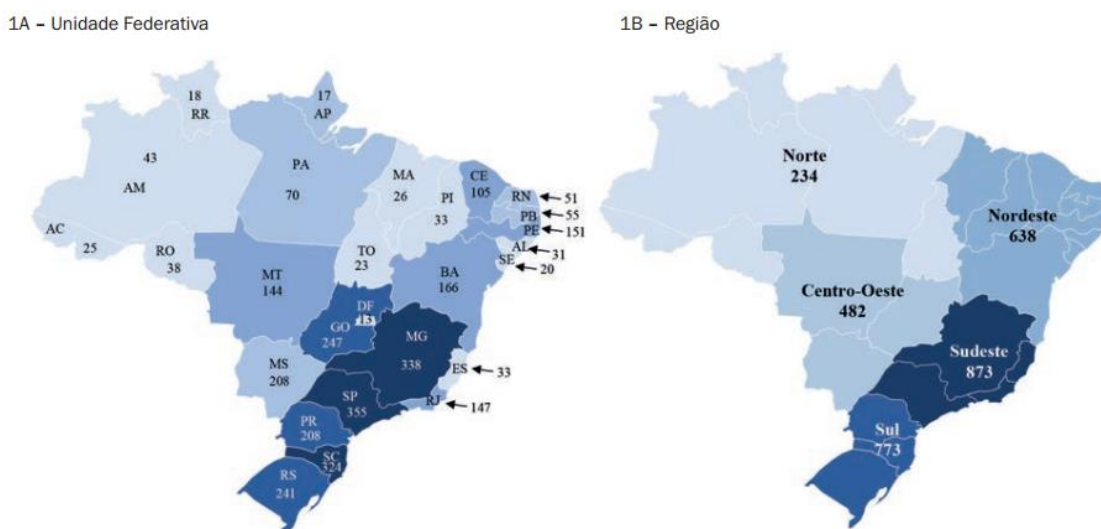 1A – Unidade Federativa
18
RR
17
AP
43
AM
PA
70
MA
26
PI
33
CE
105
RN
51
PB
55
PE
151
AL
31
SE
20
AC
25
RO
38
TO
23
MT
144
BA
166
DF
GO
247
MG
338
MS
208
ES
33
SP
355
RJ
147
PR
208
SC
324
RS
241
1B – Região
Norte
234
Nordeste
638
Centro-Oeste
482
Sudeste
873
Sul
773